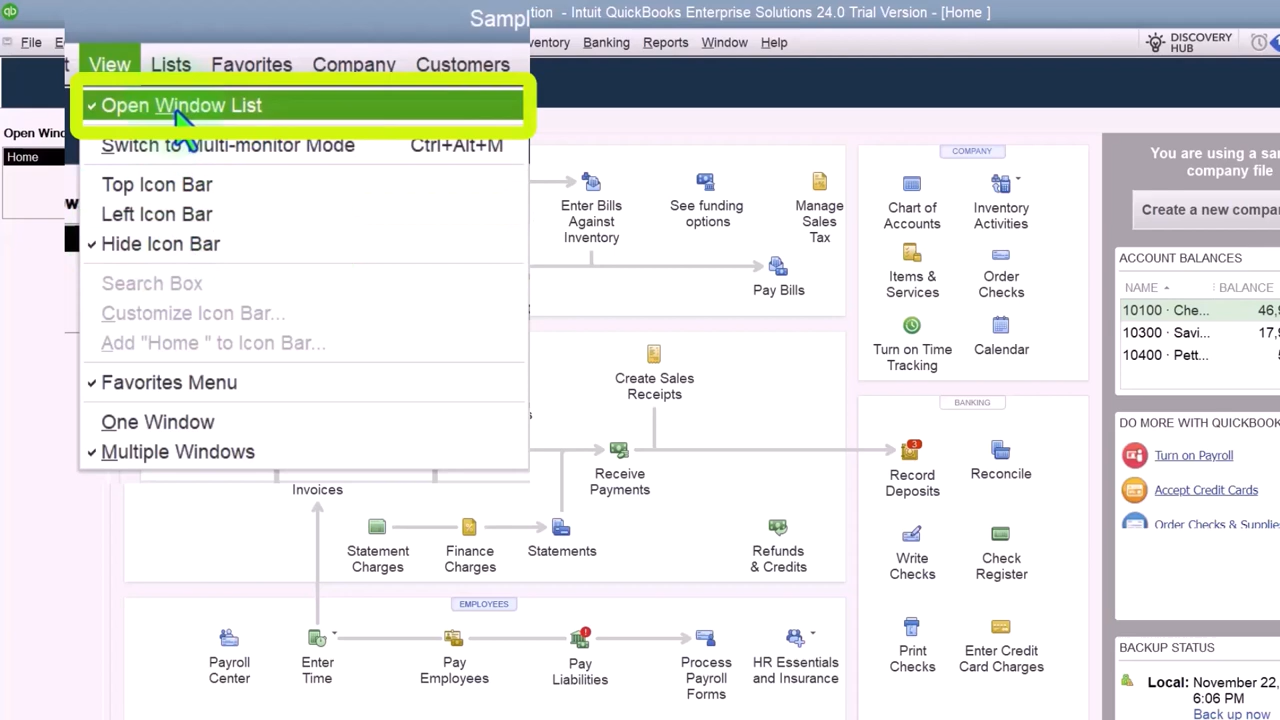 Sampl
tion - Intuit QuickBooks Enterprise Solutions 24.0 Trial Version - [Home ]
File
Banking Reports Window Help
DISCOVERY
HUB
View Lists Favorites Company Customers
Open Window List
Switch to Multi-monitor Mode Ctrl+Alt+M
Top Icon Bar
Left Icon Bar
Hide Icon Bar
Search Box
Customize Icon Bar...
Add "Home " to Icon Bar...
Favorites Menu
One Window
Multiple Windows
Home
Enter Bills
Against
Inventory
See funding
options
Manage
Sales
Tax
Pay Bills
Create Sales
Receipts
Receive
Payments
Invoices
Statement
Charges
Finance
Charges
Statements
Refunds
& Credits
EMPLOYEES
Payroll
Center
Enter
Time
Pay
Employees
Pay
Liabilities
Process
Payroll
Forms
HR Essentials
and Insurance
COMPANY
Chart of
Accounts
Inventory
Activities
Items &
Services
Order
Checks
Turn on Time
Tracking
Calendar
BANKING
3
Record
Deposits
Reconcile
Write
Checks
Check
Register
Print
Checks
Enter Credit
Card Charges
You are using a sa
company file
Create a new compa
ACCOUNT BALANCES
NAME BALANCE
10100 · Che... 46,
10300 · Savi... 17,
10400 · Pett...
DO MORE WITH QUICKBOOK
Turn on Payroll
Accept Credit Cards
Order Checks & Supplie
BACKUP STATUS
Local: November 22,
6:06 PM
Back up now